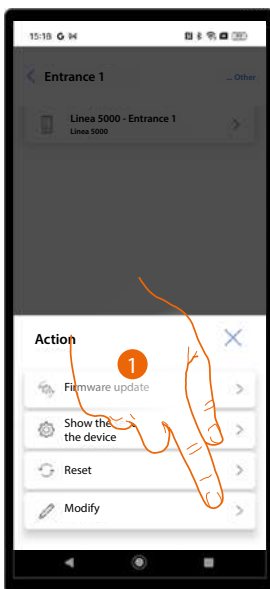 15:18 G
Entrance 1
... Other
Linea 5000 - Entrance 1
Linea 5000
Action
1
Firmware update
Show the
the device
Reset
Modify